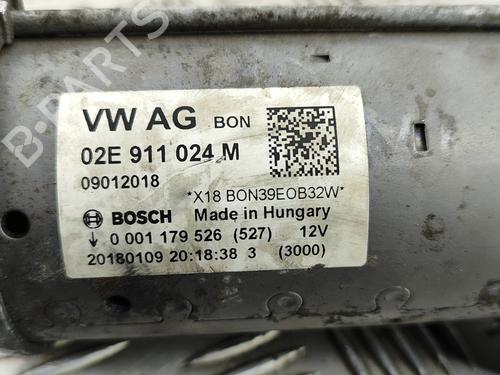 VW AG BON
02E 911 024 M
09012018
*X18 BON39EOB32W*
BOSCH Made in Hungary
0 001 179 526 (527) 12V
20180109 20:18:38 3 (3000)
B-PARTS